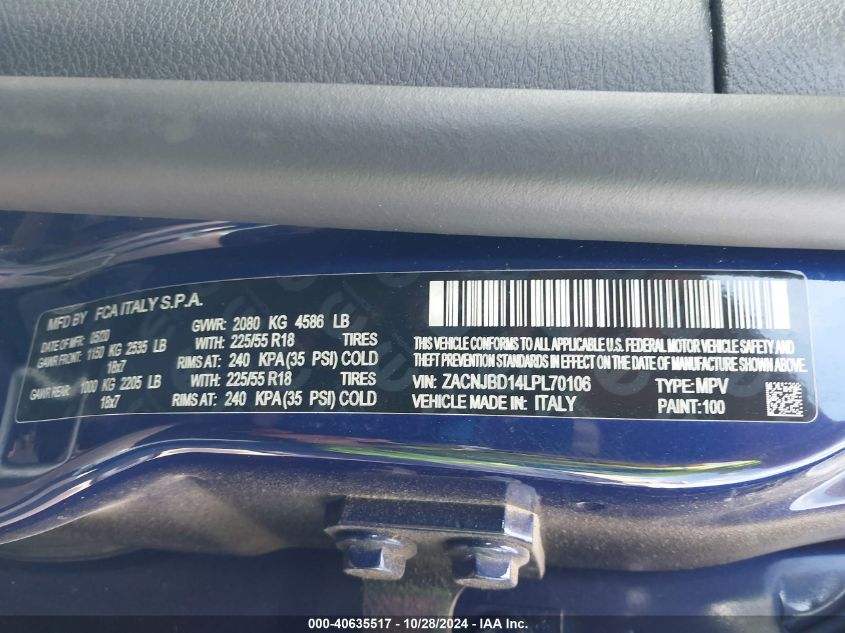 MFD BY FCA ITALY S.P.A.
DATE OF MFR: 05/20 GVWR: 2080 KG 4586 LB
GAWR FRONT: 1150 KG 2535 LB WITH: 225/55 R18 TIRES
18x7 RIMS AT: 240 KPA(35 PSI) COLD
GAWR REAR: 1000 KG 2205 LB WITH: 225/55 R18 TIRES
18x7 RIMS AT: 240 KPA(35 PSI) COLD
THIS VEHICLE CONFORMS TO ALL APPLICABLE U.S. FEDERAL MOTOR VEHICLE SAFETY AND
THEFT PREVENTION STANDARDS IN EFFECT ON THE DATE OF MANUFACTURE SHOWN ABOVE.
VIN: ZACNJBD14LPL70106 TYPE: MPV
VEHICLE MADE IN: ITALY PAINT: 100
000-40635517 - 10/28/2024 - IAA Inc.